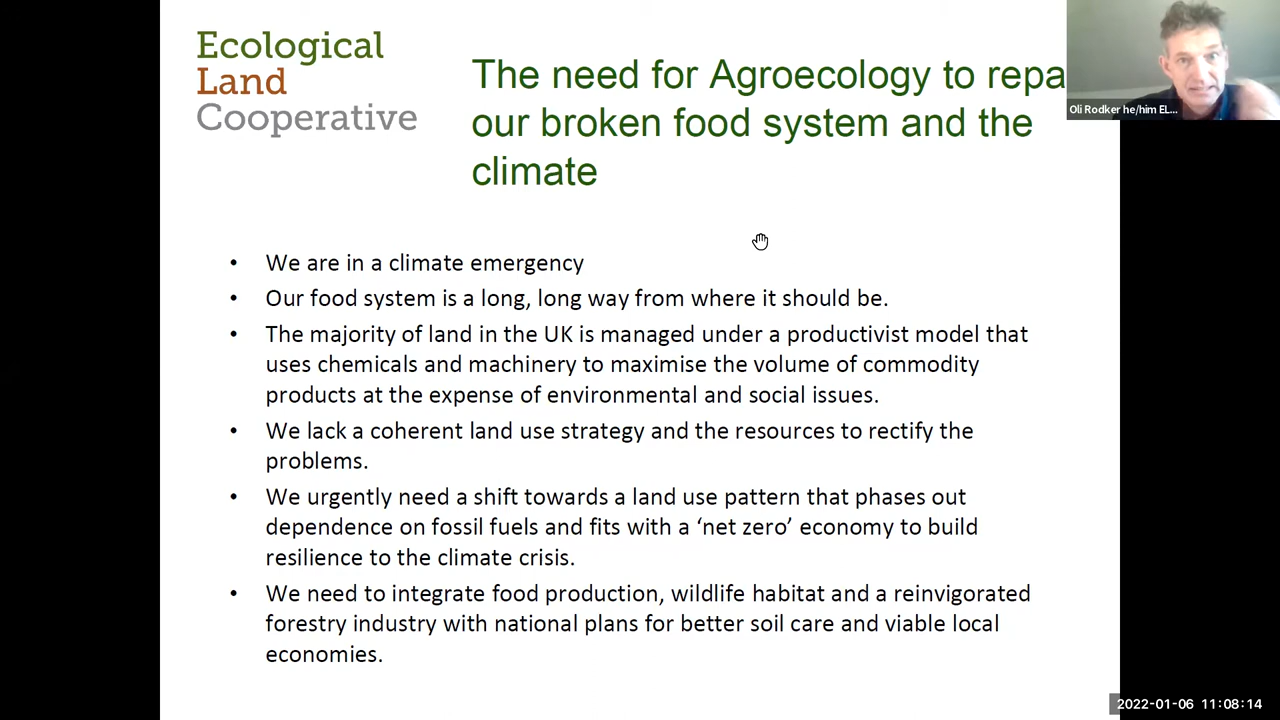 Ecological
Land
Cooperative
The need for Agroecology to repa
our broken food system and the
climate
Oli Rodker he/him EL...
• We are in a climate emergency
• Our food system is a long, long way from where it should be.
• The majority of land in the UK is managed under a productivist model that
uses chemicals and machinery to maximise the volume of commodity
products at the expense of environmental and social issues.
• We lack a coherent land use strategy and the resources to rectify the
problems.
• We urgently need a shift towards a land use pattern that phases out
dependence on fossil fuels and fits with a ‘net zero’ economy to build
resilience to the climate crisis.
• We need to integrate food production, wildlife habitat and a reinvigorated
forestry industry with national plans for better soil care and viable local
economies.
2022-01-06 11:08:14